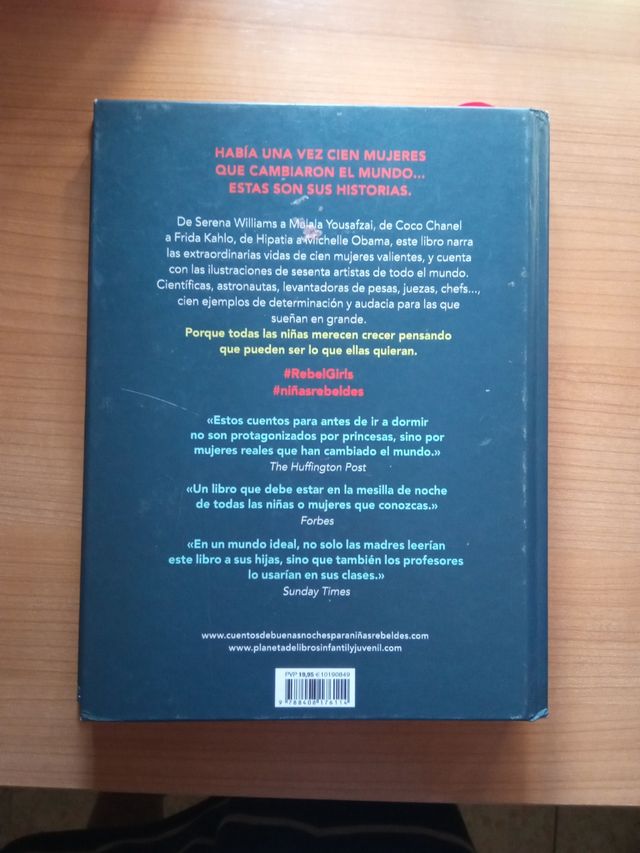 HABÍA UNA VEZ CIEN MUJERES
QUE CAMBIARON EL MUNDO...
ESTAS SON SUS HISTORIAS.
De Serena Williams a Malala Yousafzai, de Coco Chanel
a Frida Kahlo, de Hipatia a Michelle Obama, este libro narra
las extraordinarias vidas de cien mujeres valientes, y cuenta
con las ilustraciones de sesenta artistas de todo el mundo.
Científicas, astronautas, levantadoras de pesas, juezas, chefs...,
cien ejemplos de determinación y audacia para las que
sueñan en grande.
Porque todas las niñas merecen crecer pensando
que pueden ser lo que ellas quieran.
#RebelGirls
#niñasrebeldes
«Estos cuentos para antes de ir a dormir
no son protagonizados por princesas, sino por
mujeres reales que han cambiado el mundo.»
The Huffington Post
«Un libro que debe estar en la mesilla de noche
de todas las niñas o mujeres que conozcas.»
Forbes
«En un mundo ideal, no solo las madres leerían
este libro a sus hijas, sino que también los profesores
lo usarían en sus clases.»
Sunday Times
www.cuentosdebuenasnochesparaniñasrebeldes.com
www.planetadelibrosinfantilyjuvenil.com
PVP 19,95 € 10190849
9 788408 176114